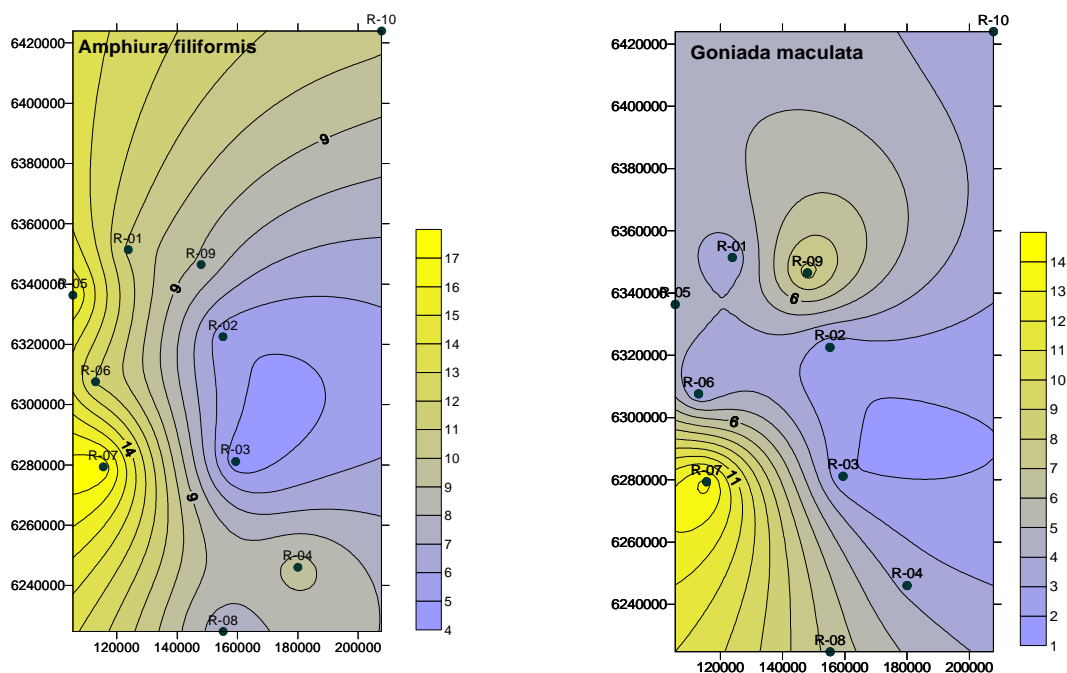 R-10
Amphiura filiformis
6420000
6400000
6380000
6360000
6340000
6320000
6300000
6280000
6260000
6240000
120000 140000 160000 180000 200000
9
9
14
9
R-01
R-09
R-05
R-02
R-06
R-03
R-07
R-04
R-08
17
16
15
14
13
12
11
10
9
8
7
6
5
4
R-10
Goniada maculata
6420000
6400000
6380000
6360000
6340000
6320000
6300000
6280000
6260000
6240000
120000 140000 160000 180000 200000
6
6
11
R-01
R-09
R-05
R-02
R-06
R-03
R-07
R-04
R-08
14
13
12
11
10
9
8
7
6
5
4
3
2
1